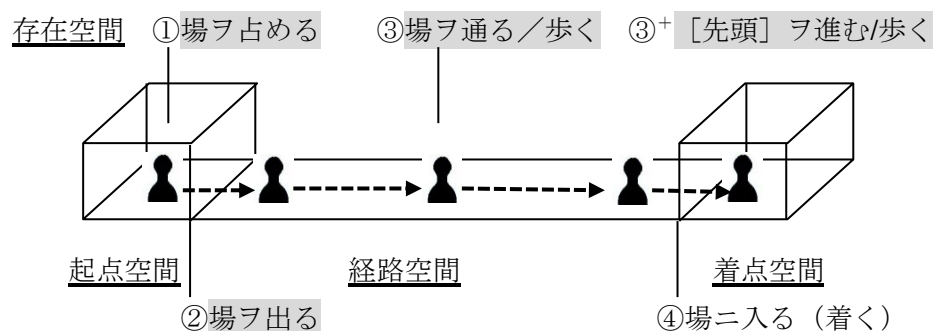 存在空間 ①場ヲ占める ③場ヲ通る／歩く ③⁺［先頭］ヲ進む/歩く
起点空間 経路空間 着点空間
②場ヲ出る ④場ニ入る（着く）